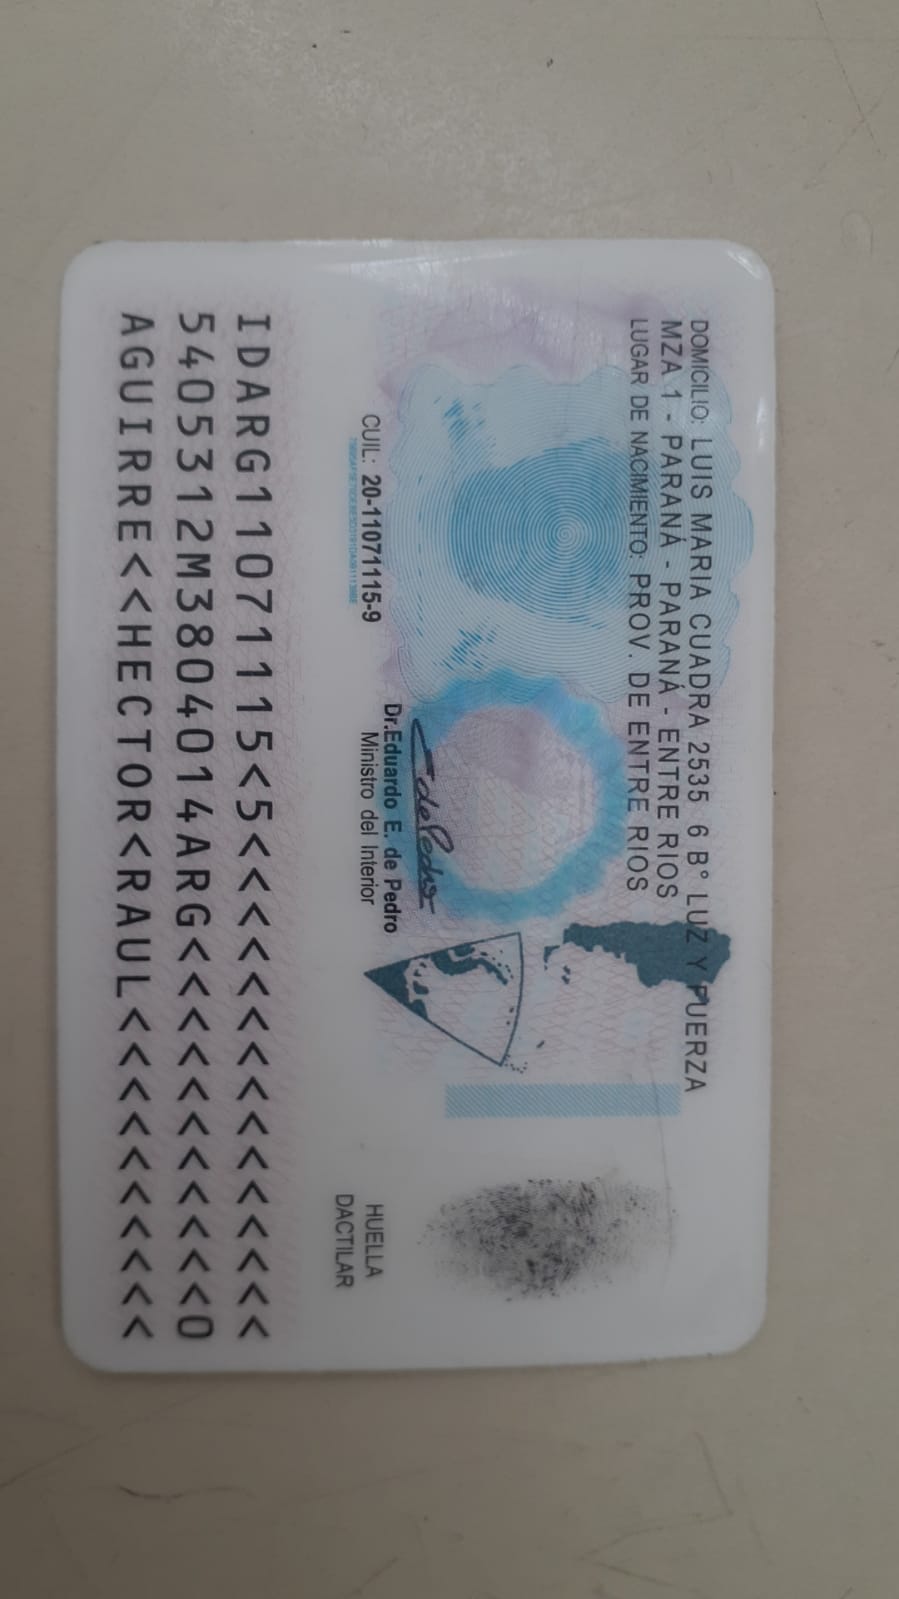 DOMICILIO: LUIS MARIA CUADRA 2535 6 B° LUZ Y FUERZA
MZA 1 - PARANÁ - PARANÁ - ENTRE RIOS
LUGAR DE NACIMIENTO: PROV. DE ENTRE RIOS
CUIL: 20-11071115-9
Dr.Eduardo E. de Pedro
Ministro del Interior
HUELLA
DACTILAR
IDARG11071115<5<<<<<<<<<<<<<<<
5405312M3804014ARG<<<<<<<<<<<0
AGUIRRE<<HECTOR<RAUL<<<<<<<<<<